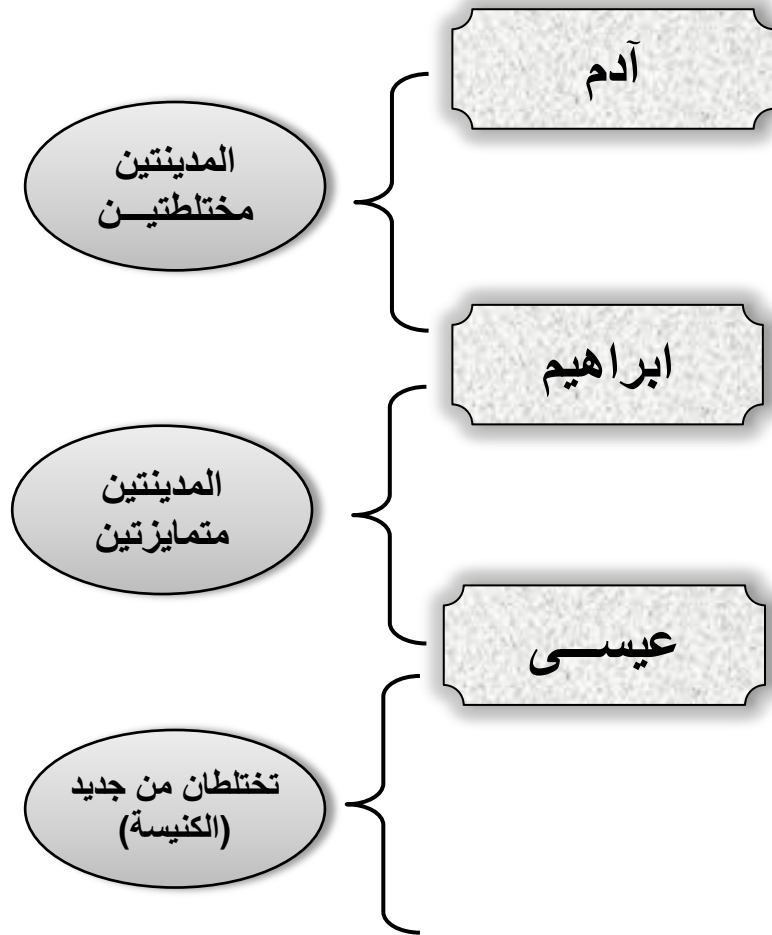 آدم
المدينتين
مختلطتيـــن
ابراهيم
المدينتين
متمايزتين
عيســـى
تختلطان من جديد
(الكنيسة)